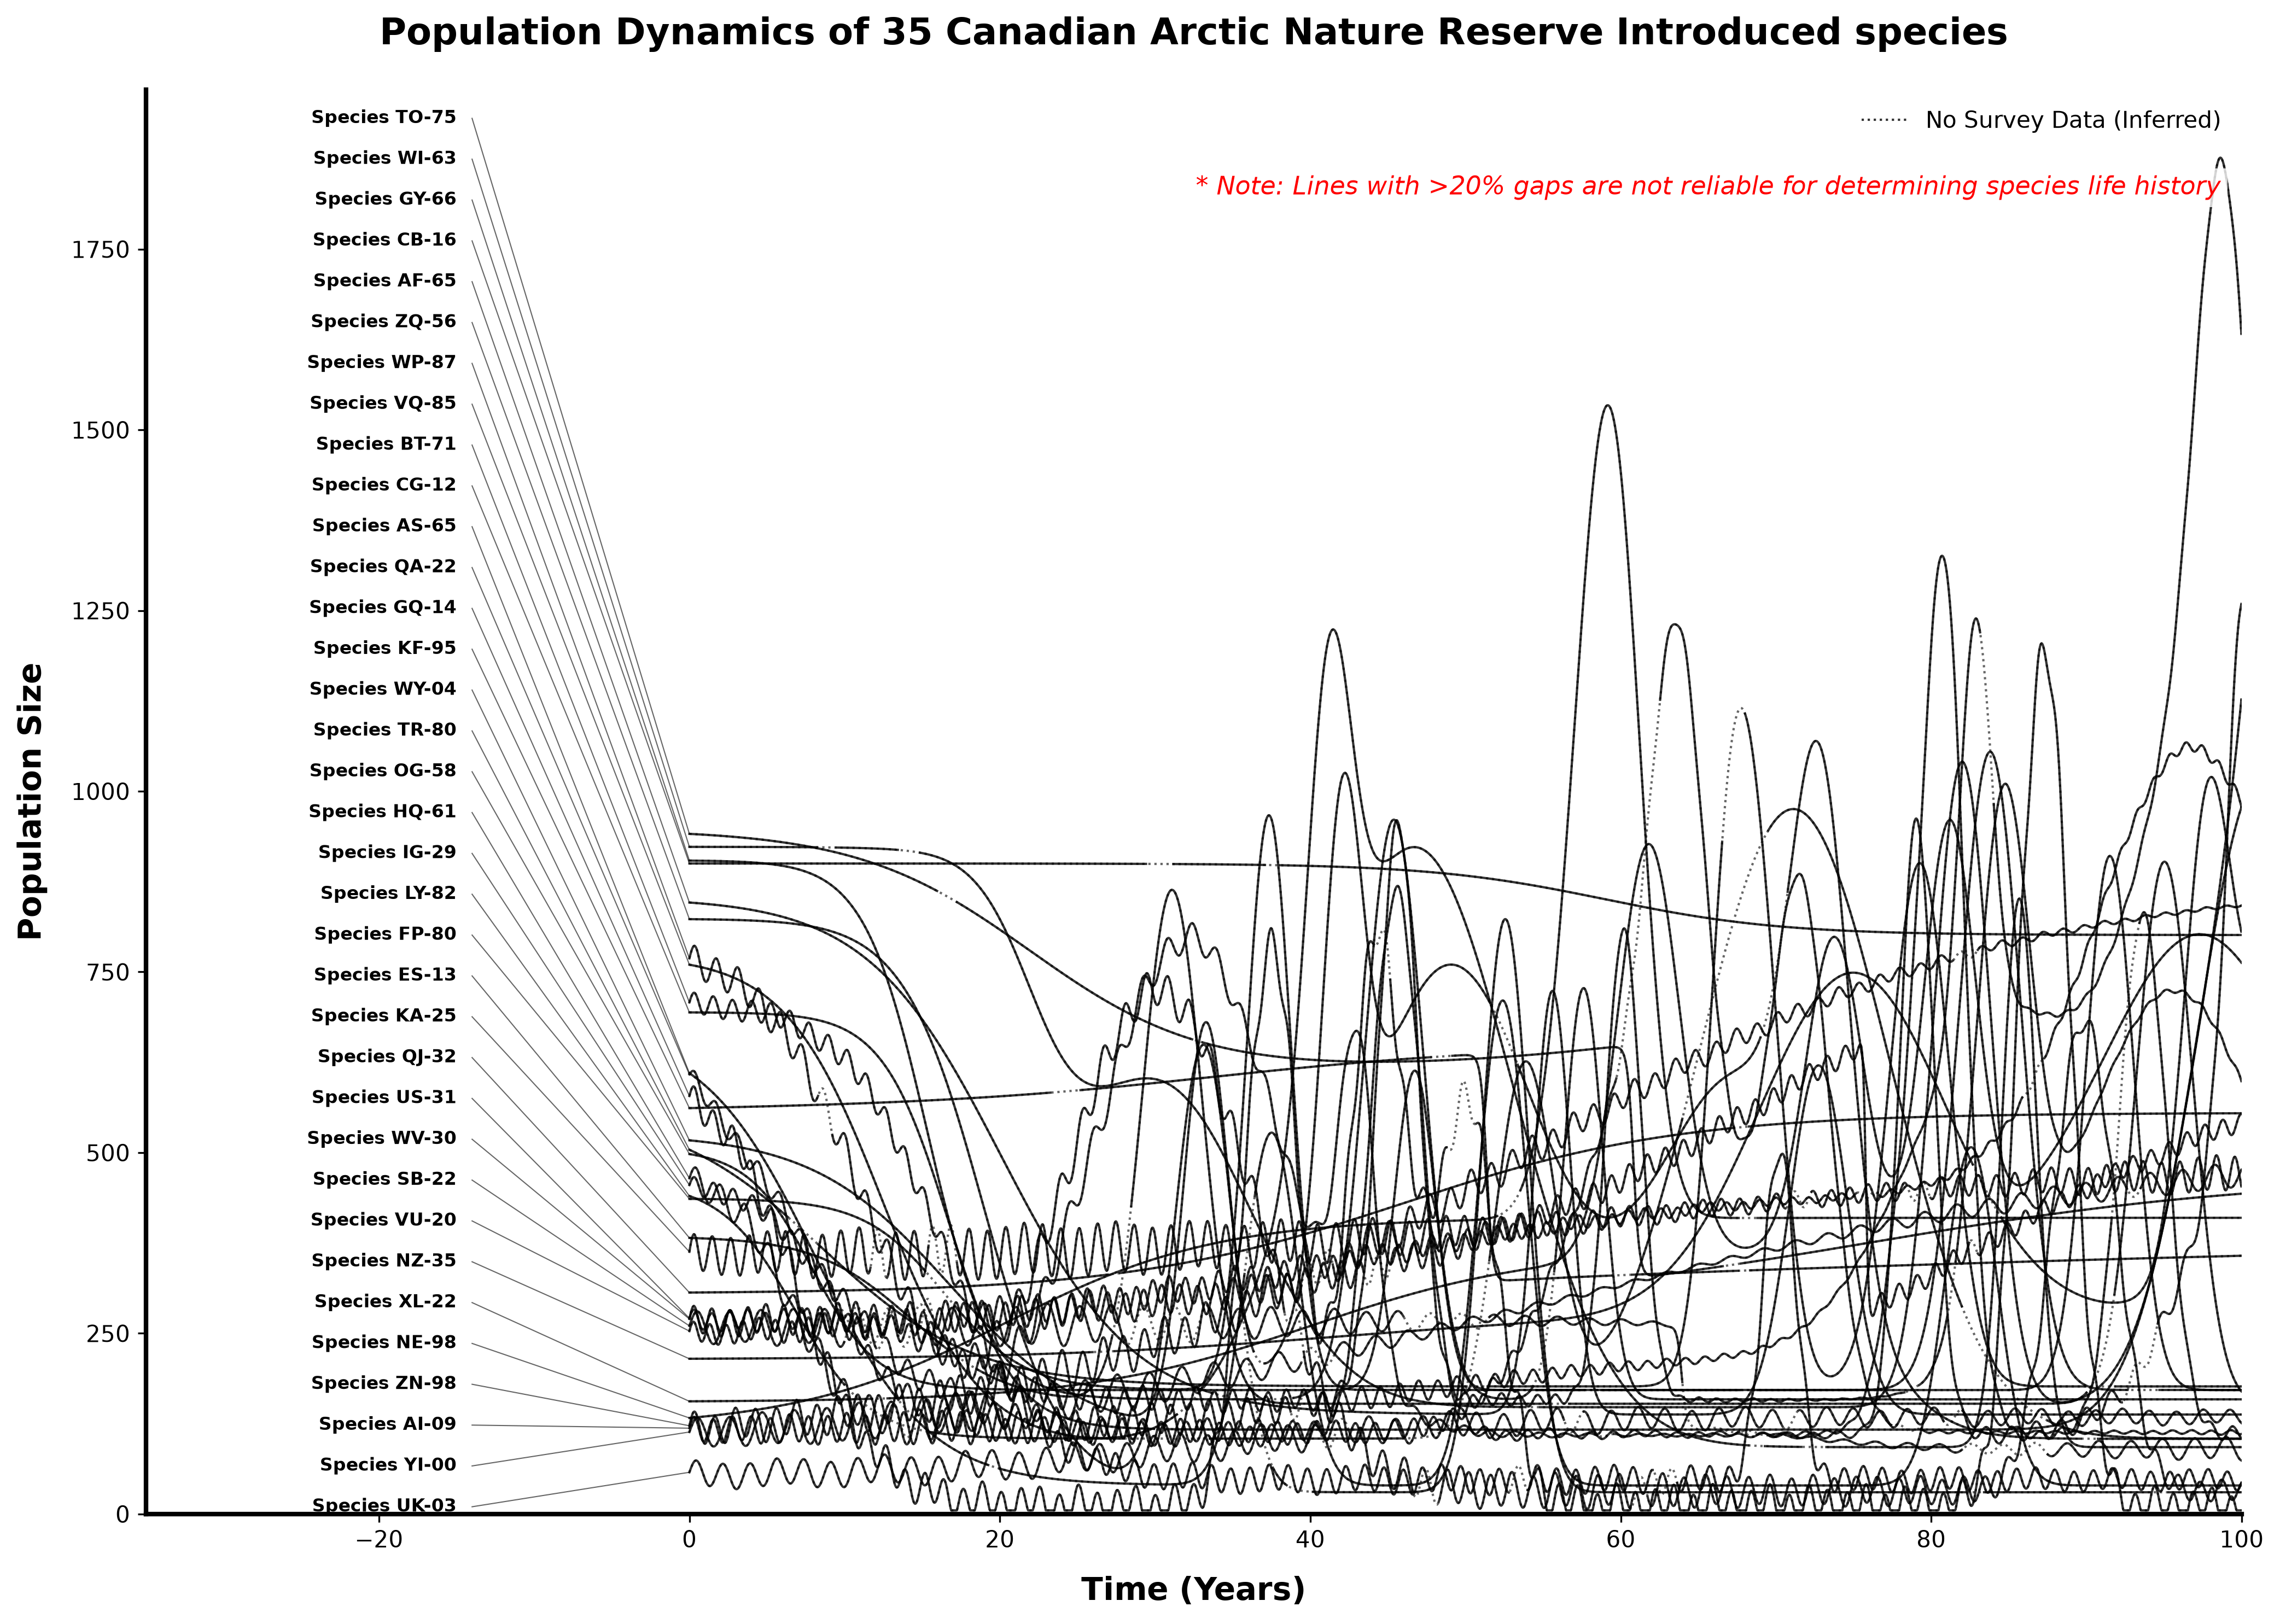 Population Dynamics of 35 Canadian Arctic Nature Reserve Introduced species
No Survey Data (Inferred)
* Note: Lines with >20% gaps are not reliable for determining species life history
Species TO-75
Species WI-63
Species GY-66
Species CB-16
Species AF-65
Species ZQ-56
Species WP-87
Species VQ-85
Species BT-71
Species CG-12
Species AS-65
Species QA-22
Species GQ-14
Species KF-95
Species WY-04
Species TR-80
Species OG-58
Species HQ-61
Species IG-29
Species LY-82
Species FP-80
Species ES-13
Species KA-25
Species QJ-32
Species US-31
Species WV-30
Species SB-22
Species VU-20
Species NZ-35
Species XL-22
Species NE-98
Species ZN-98
Species AI-09
Species YI-00
Species UK-03
Population Size
1750
1500
1250
1000
750
500
250
0
−20
0
20
40
60
80
100
Time (Years)